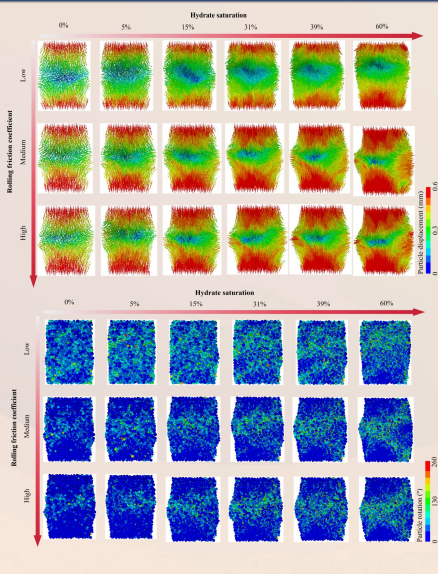 Hydrate saturation
0% 5% 15% 31% 39% 60%
Rolling friction coefficient
Low
Medium
High
Particle displacement (mm)
0.6
0.3
0
Hydrate saturation
0% 5% 15% 31% 39% 60%
Rolling friction coefficient
Low
Medium
High
Particle rotation (°)
260
130
0